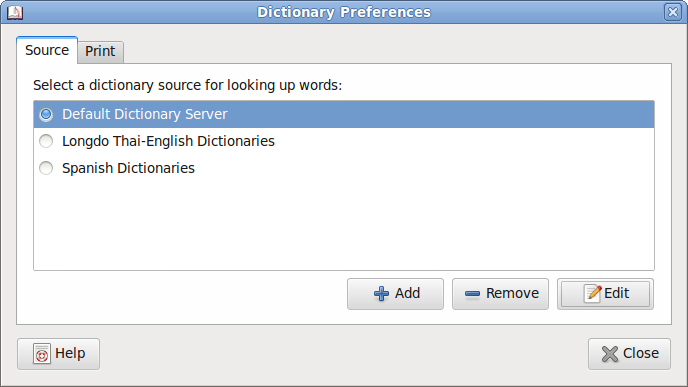 Dictionary Preferences
Source Print
Select a dictionary source for looking up words:
Default Dictionary Server
Longdo Thai-English Dictionaries
Spanish Dictionaries
Add Remove Edit
Help Close